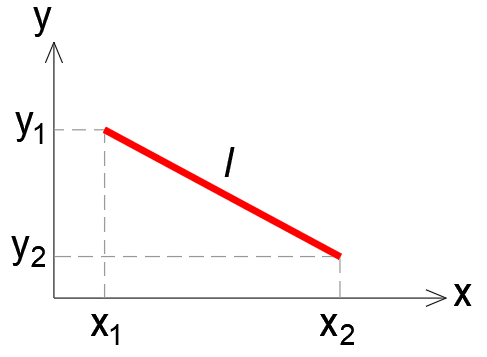 y
y₁
l
y₂
x
x₁ x₂